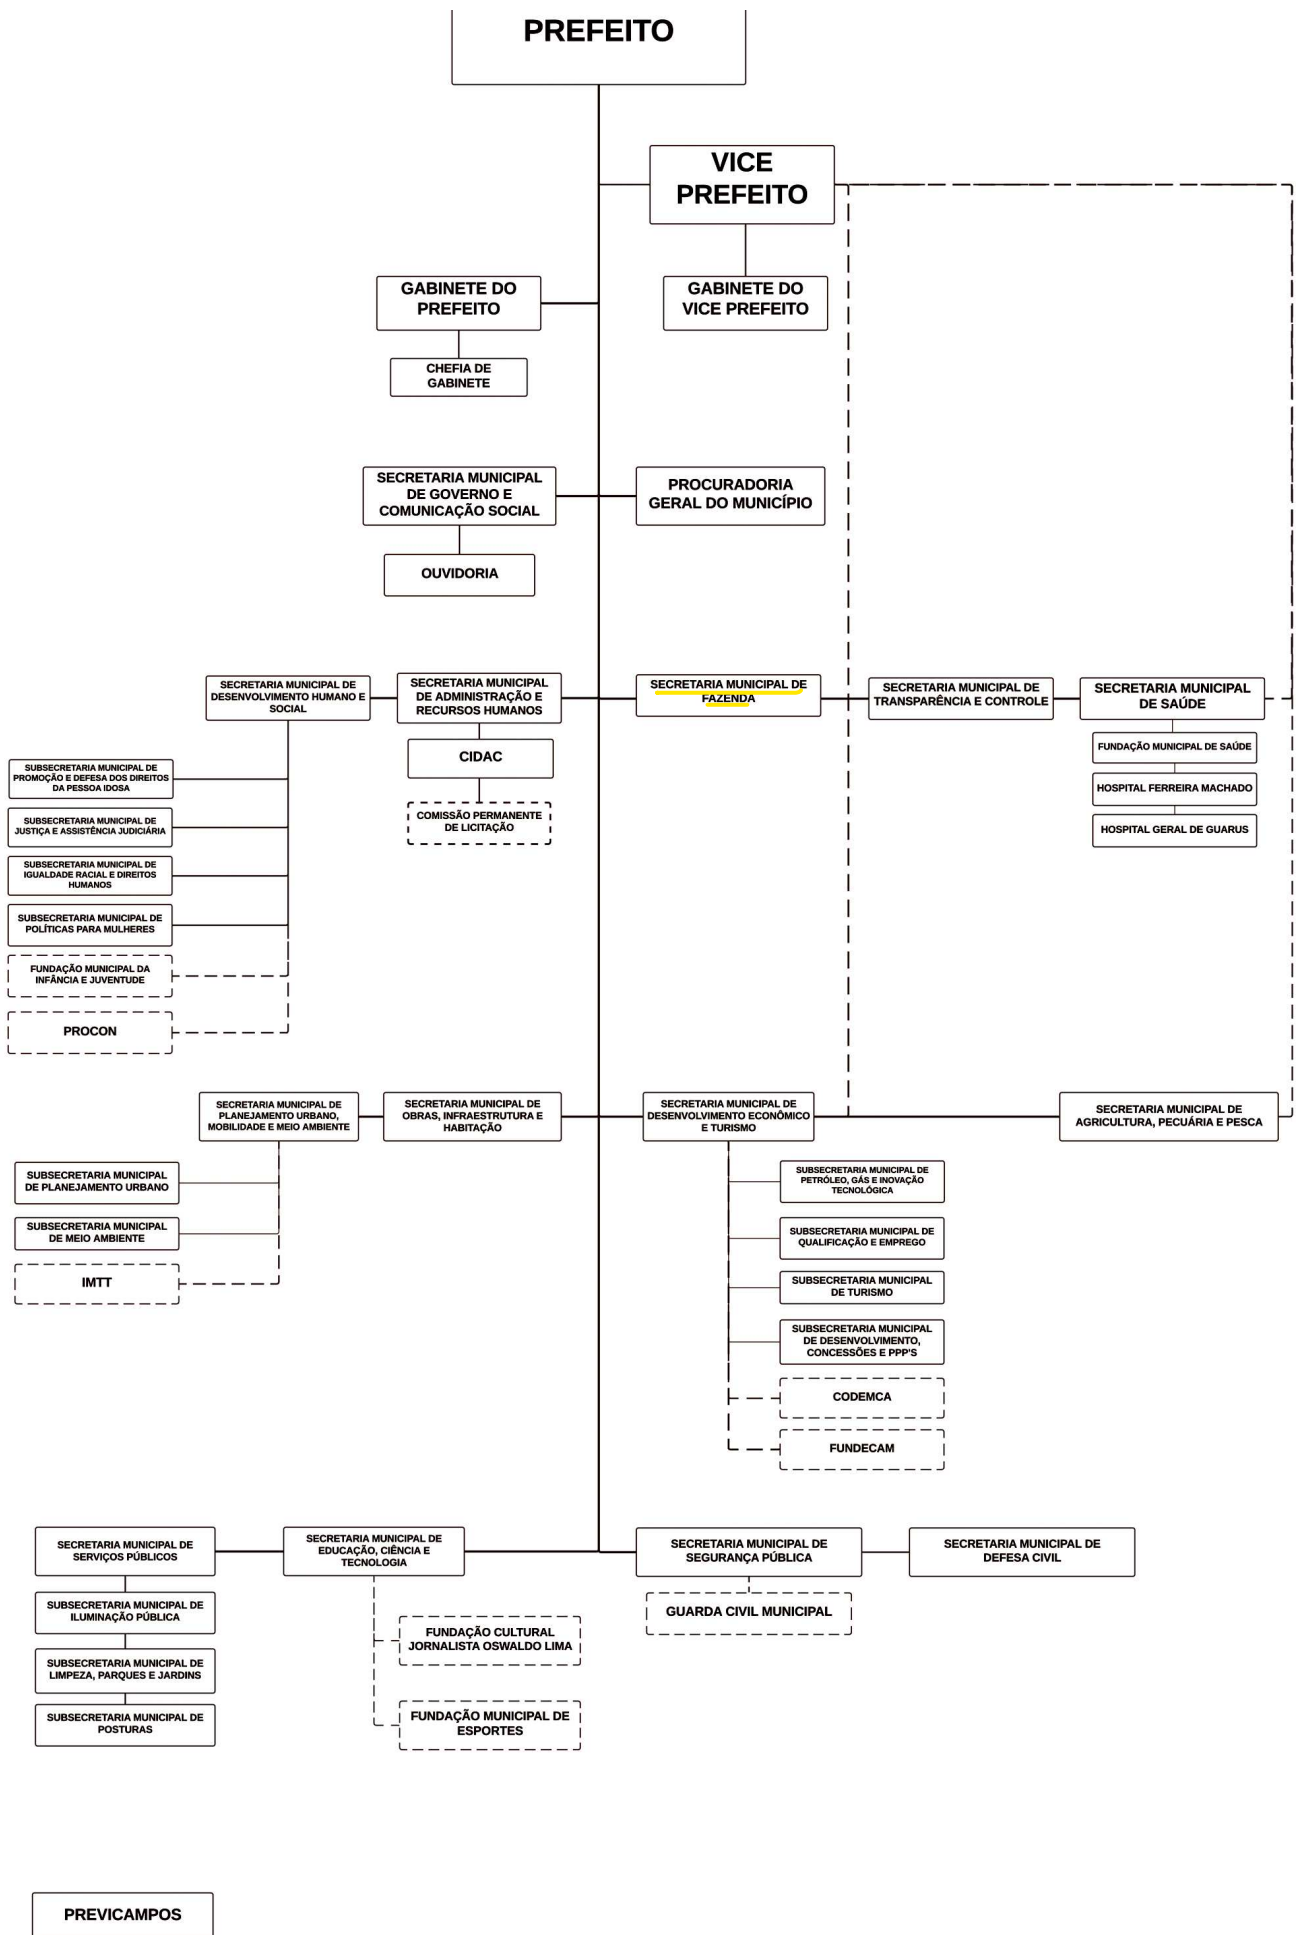 PREFEITO
VICE
PREFEITO
GABINETE DO
PREFEITO
GABINETE DO
VICE PREFEITO
CHEFIA DE
GABINETE
SECRETARIA MUNICIPAL
DE GOVERNO E
COMUNICAÇÃO SOCIAL
PROCURADORIA
GERAL DO MUNICÍPIO
OUVIDORIA
SECRETARIA MUNICIPAL DE
DESENVOLVIMENTO HUMANO E
SOCIAL
SECRETARIA MUNICIPAL
DE ADMINISTRAÇÃO E
RECURSOS HUMANOS
SECRETARIA MUNICIPAL DE
FAZENDA
SECRETARIA MUNICIPAL DE
TRANSPARÊNCIA E CONTROLE
SECRETARIA MUNICIPAL
DE SAÚDE
CIDAC
COMISSÃO PERMANENTE
DE LICITAÇÃO
FUNDAÇÃO MUNICIPAL DE SAÚDE
HOSPITAL FERREIRA MACHADO
HOSPITAL GERAL DE GUARUS
SUBSECRETARIA MUNICIPAL DE
PROMOÇÃO E DEFESA DOS DIREITOS
DA PESSOA IDOSA
SUBSECRETARIA MUNICIPAL DE
JUSTIÇA E ASSISTÊNCIA JUDICIÁRIA
SUBSECRETARIA MUNICIPAL DE
IGUALDADE RACIAL E DIREITOS
HUMANOS
SUBSECRETARIA MUNICIPAL DE
POLÍTICAS PARA MULHERES
FUNDAÇÃO MUNICIPAL DA
INFÂNCIA E JUVENTUDE
PROCON
SECRETARIA MUNICIPAL DE
PLANEJAMENTO URBANO,
MOBILIDADE E MEIO AMBIENTE
SECRETARIA MUNICIPAL DE
OBRAS, INFRAESTRUTURA E
HABITAÇÃO
SECRETARIA MUNICIPAL DE
DESENVOLVIMENTO ECONÔMICO
E TURISMO
SECRETARIA MUNICIPAL DE
AGRICULTURA, PECUÁRIA E PESCA
SUBSECRETARIA MUNICIPAL
DE PLANEJAMENTO URBANO
SUBSECRETARIA MUNICIPAL
DE MEIO AMBIENTE
IMTT
SUBSECRETARIA MUNICIPAL DE
PETRÓLEO, GÁS E INOVAÇÃO
TECNOLÓGICA
SUBSECRETARIA MUNICIPAL DE
QUALIFICAÇÃO E EMPREGO
SUBSECRETARIA MUNICIPAL
DE TURISMO
SUBSECRETARIA MUNICIPAL
DE DESENVOLVIMENTO,
CONCESSÕES E PPP'S
CODEMCA
FUNDECAM
SECRETARIA MUNICIPAL DE
SERVIÇOS PÚBLICOS
SECRETARIA MUNICIPAL DE
EDUCAÇÃO, CIÊNCIA E
TECNOLOGIA
SECRETARIA MUNICIPAL DE
SEGURANÇA PÚBLICA
SECRETARIA MUNICIPAL DE
DEFESA CIVIL
SUBSECRETARIA MUNICIPAL DE
ILUMINAÇÃO PÚBLICA
SUBSECRETARIA MUNICIPAL DE
LIMPEZA, PARQUES E JARDINS
SUBSECRETARIA MUNICIPAL DE
POSTURAS
FUNDAÇÃO CULTURAL
JORNALISTA OSWALDO LIMA
FUNDAÇÃO MUNICIPAL DE
ESPORTES
GUARDA CIVIL MUNICIPAL
PREVICAMPOS